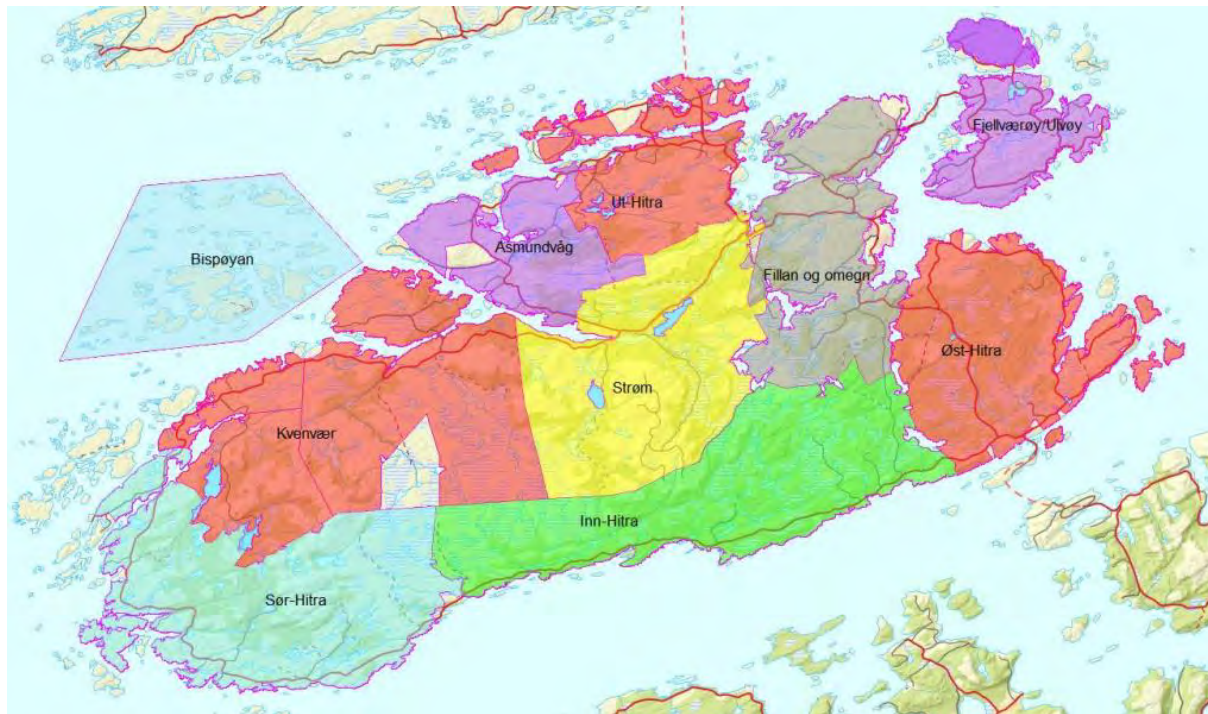 Fjellværøy/Ulvøy
Ut-Hitra
Asmundvåg
Bispøyan
Fillan og omegn.
Øst-Hitra
Strøm
Kvenvær
Inn-Hitra
Sør-Hitra